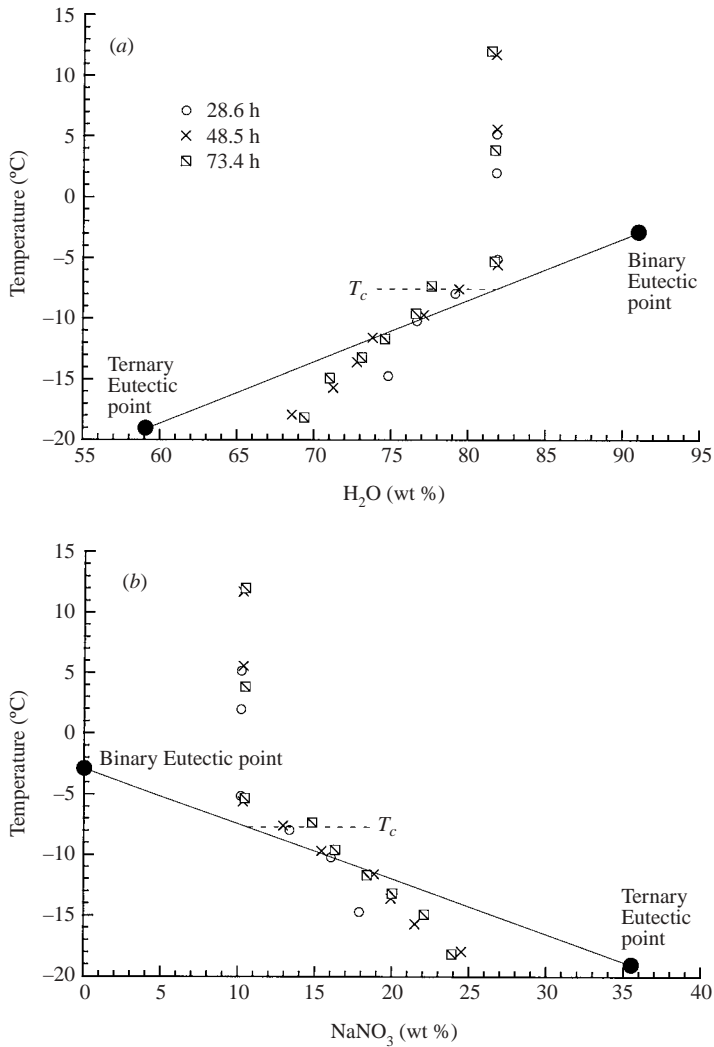 15
(a)
10
28.6 h
48.5 h
5
73.4 h
0
Temperature (ºC)
–5
Binary
Eutectic
point
T_c
–10
Ternary
Eutectic
point
–15
–20
55 60 65 70 75 80 85 90 95
H₂O (wt %)
15
(b)
10
5
0
Temperature (ºC)
Binary Eutectic point
–5
T_c
–10
Ternary
Eutectic
point
–15
–20
0 5 10 15 20 25 30 35 40
NaNO₃ (wt %)